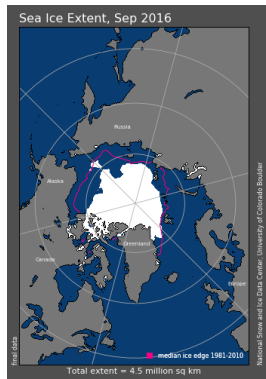 Sea Ice Extent, Sep 2016
Russia
Alaska
Greenland
Canada
Europe
median ice edge 1981-2010
final data
National Snow and Ice Data Center, University of Colorado Boulder
Total extent = 4.5 million sq km